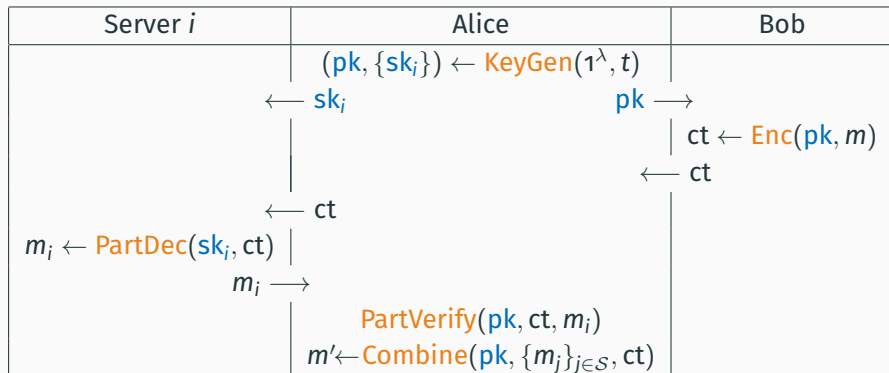 Server i Alice Bob
(pk, {sk_i}) ← KeyGen(1^λ, t)
⟵ sk_i pk ⟶
ct ← Enc(pk, m)
⟵ ct
⟵ ct
m_i ← PartDec(sk_i, ct)
m_i ⟶
PartVerify(pk, ct, m_i)
m′←Combine(pk, {m_j}_{j∈S}, ct)